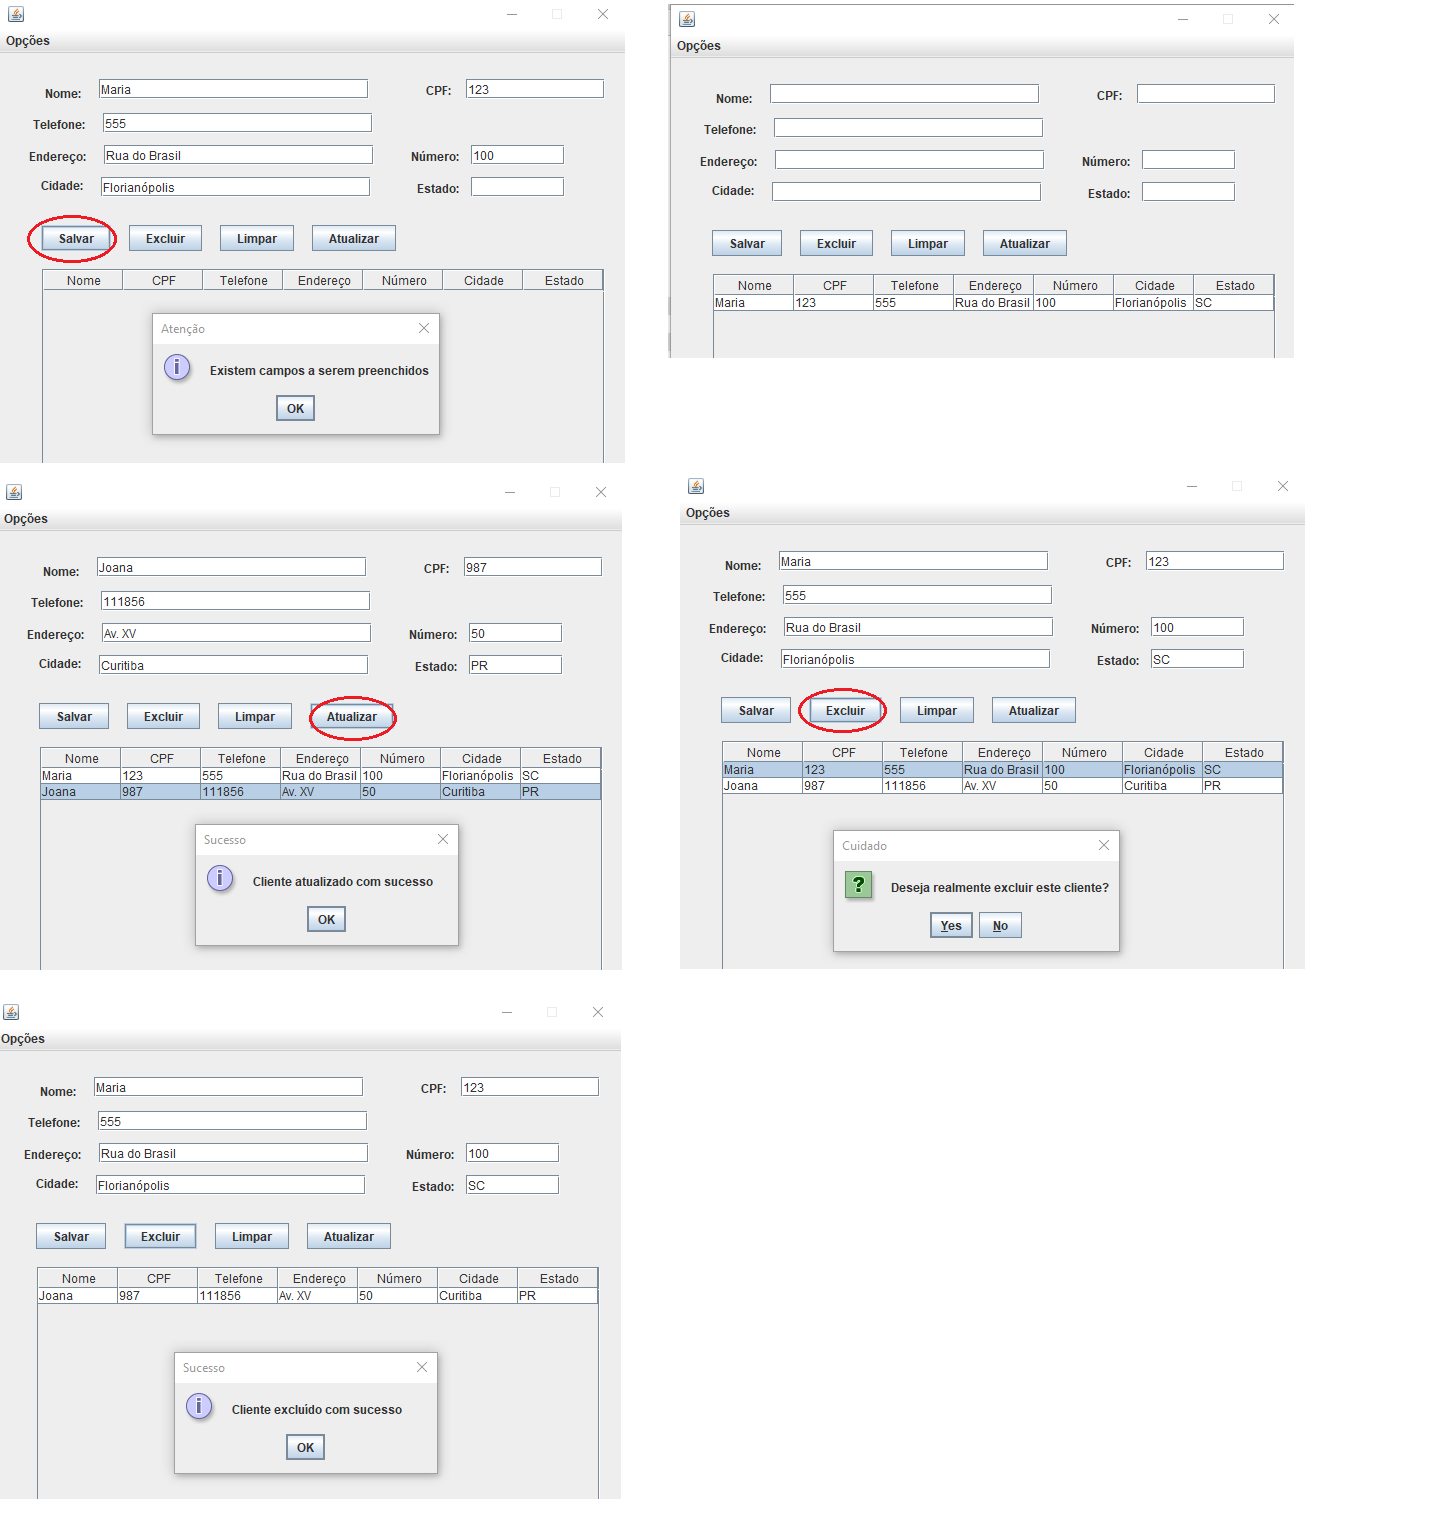 Opções
Nome: Maria CPF: 123
Telefone: 555
Endereço: Rua do Brasil Número: 100
Cidade: Florianópolis Estado:
Salvar Excluir Limpar Atualizar
Nome CPF Telefone Endereço Número Cidade Estado
Atenção
Existem campos a serem preenchidos
OK
Opções
Nome: CPF:
Telefone:
Endereço: Número:
Cidade: Estado:
Salvar Excluir Limpar Atualizar
Nome CPF Telefone Endereço Número Cidade Estado
Maria 123 555 Rua do Brasil 100 Florianópolis SC
Opções
Nome: Joana CPF: 987
Telefone: 111856
Endereço: Av. XV Número: 50
Cidade: Curitiba Estado: PR
Salvar Excluir Limpar Atualizar
Nome CPF Telefone Endereço Número Cidade Estado
Maria 123 555 Rua do Brasil 100 Florianópolis SC
Joana 987 111856 Av. XV 50 Curitiba PR
Sucesso
Cliente atualizado com sucesso
OK
Opções
Nome: Maria CPF: 123
Telefone: 555
Endereço: Rua do Brasil Número: 100
Cidade: Florianópolis Estado: SC
Salvar Excluir Limpar Atualizar
Nome CPF Telefone Endereço Número Cidade Estado
Maria 123 555 Rua do Brasil 100 Florianópolis SC
Joana 987 111856 Av. XV 50 Curitiba PR
Cuidado
Deseja realmente excluir este cliente?
Yes No
Opções
Nome: Maria CPF: 123
Telefone: 555
Endereço: Rua do Brasil Número: 100
Cidade: Florianópolis Estado: SC
Salvar Excluir Limpar Atualizar
Nome CPF Telefone Endereço Número Cidade Estado
Joana 987 111856 Av. XV 50 Curitiba PR
Sucesso
Cliente excluído com sucesso
OK